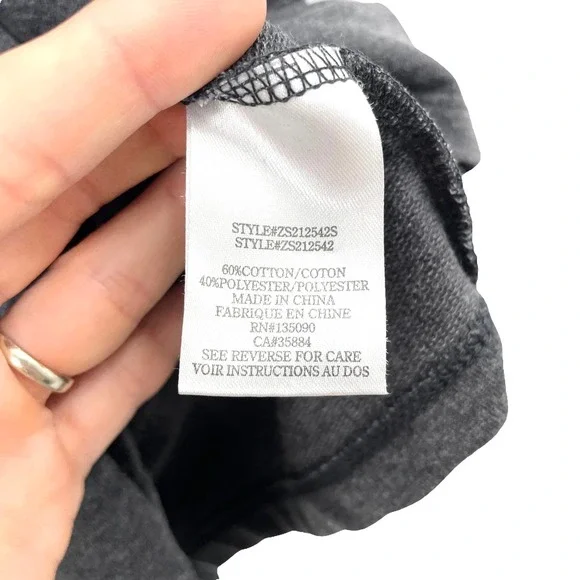 STYLE#ZS212542S
STYLE#ZS212542
60%COTTON/COTON
40%POLYESTER/POLYESTER
MADE IN CHINA
FABRIQUE EN CHINE
RN#135090
CA#35884
SEE REVERSE FOR CARE
VOIR INSTRUCTIONS AU DOS